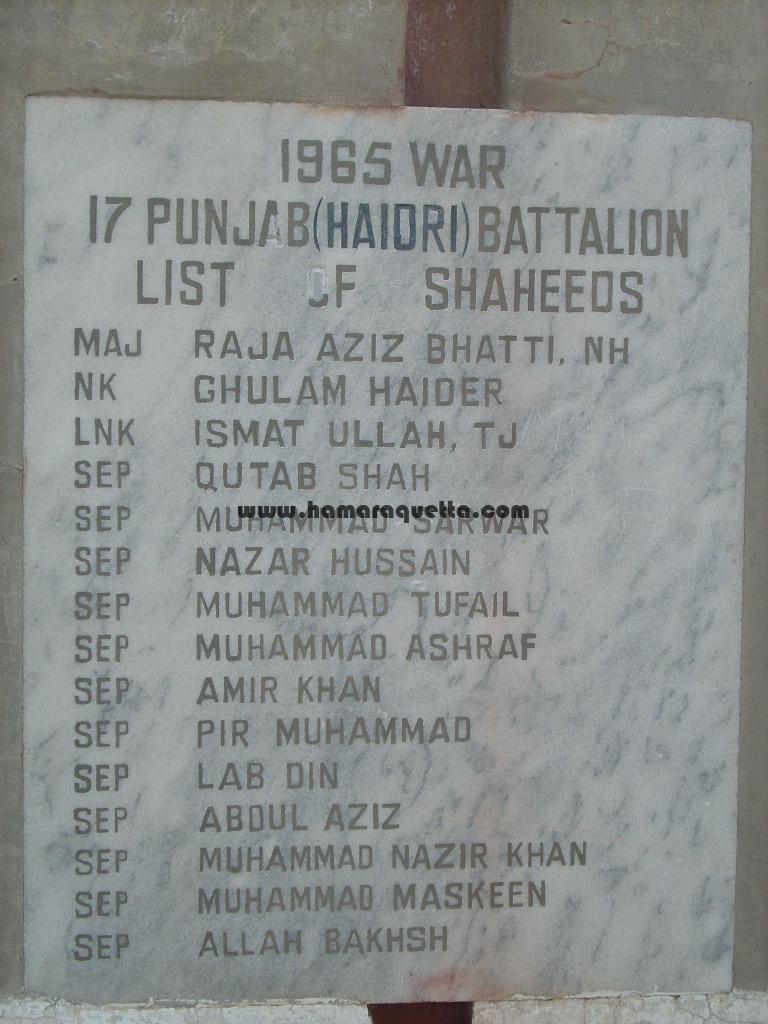 1965 WAR
17 PUNJAB (HAIDRI) BATTALION
LIST OF SHAHEEDS
MAJ RAJA AZIZ BHATTI, NH
NK GHULAM HAIDER
LNK ISMAT ULLAH, TJ
SEP QUTAB SHAH
www.hamaraquetta.com
SEP MUHAMMAD SARWAR
SEP NAZAR HUSSAIN
SEP MUHAMMAD TUFAIL
SEP MUHAMMAD ASHRAF
SEP AMIR KHAN
SEP PIR MUHAMMAD
SEP LAB DIN
SEP ABDUL AZIZ
SEP MUHAMMAD NAZIR KHAN
SEP MUHAMMAD MASKEEN
SEP ALLAH BAKHSH